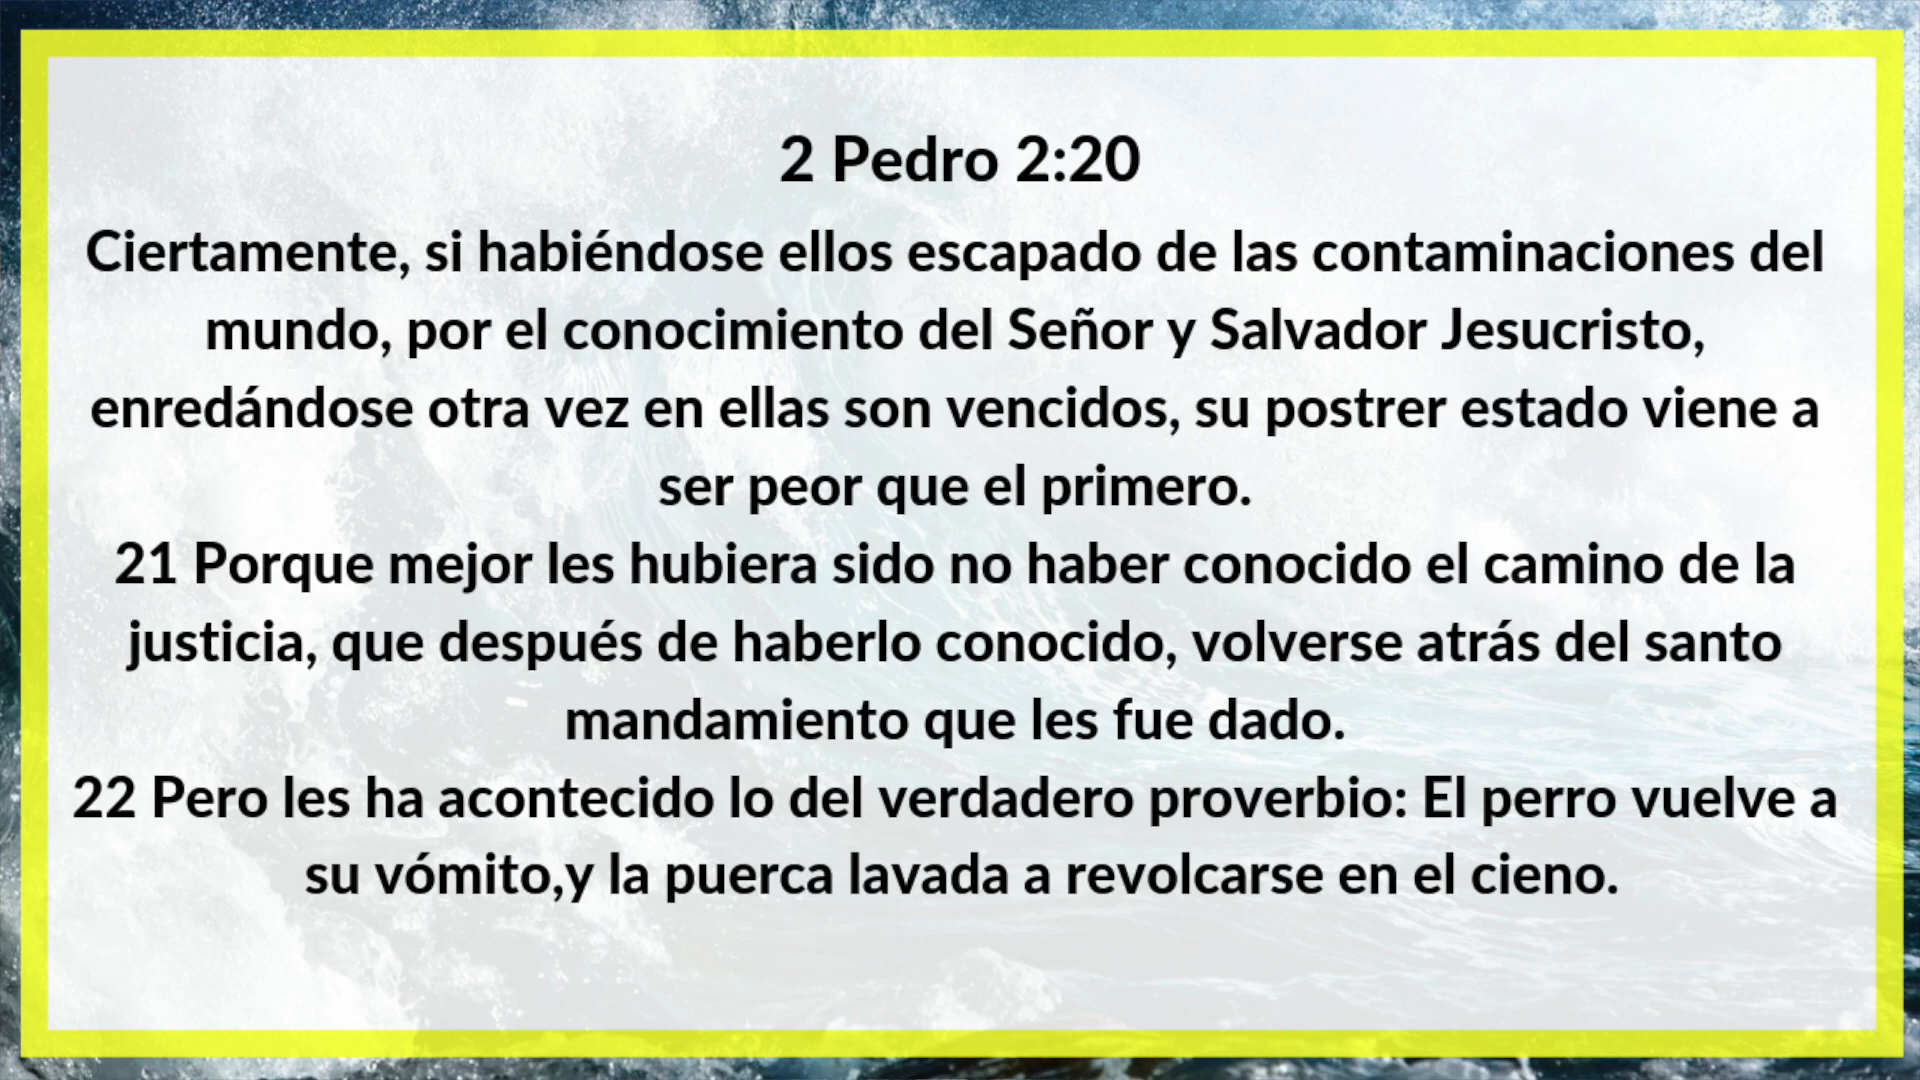 2 Pedro 2:20
Ciertamente, si habiéndose ellos escapado de las contaminaciones del
mundo, por el conocimiento del Señor y Salvador Jesucristo,
enredándose otra vez en ellas son vencidos, su postrer estado viene a
ser peor que el primero.
21 Porque mejor les hubiera sido no haber conocido el camino de la
justicia, que después de haberlo conocido, volverse atrás del santo
mandamiento que les fue dado.
22 Pero les ha acontecido lo del verdadero proverbio: El perro vuelve a
su vómito,y la puerca lavada a revolcarse en el cieno.